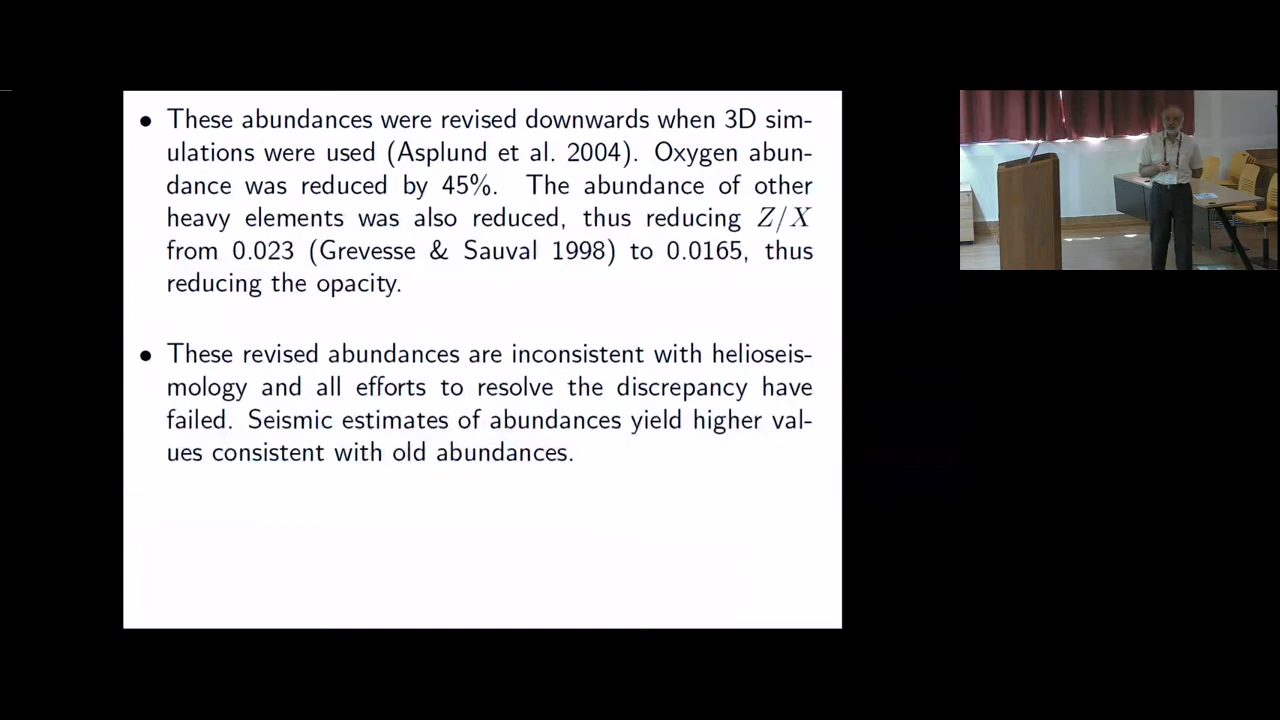 • These abundances were revised downwards when 3D sim-
ulations were used (Asplund et al. 2004). Oxygen abun-
dance was reduced by 45%. The abundance of other
heavy elements was also reduced, thus reducing Z/X
from 0.023 (Grevesse & Sauval 1998) to 0.0165, thus
reducing the opacity.
• These revised abundances are inconsistent with helioseis-
mology and all efforts to resolve the discrepancy have
failed. Seismic estimates of abundances yield higher val-
ues consistent with old abundances.